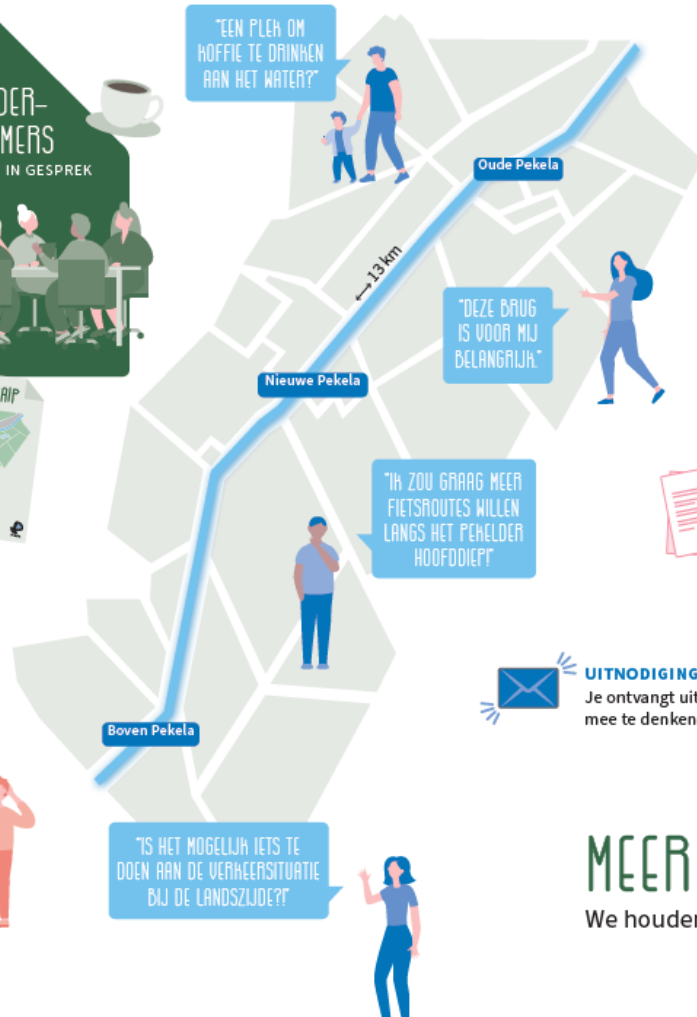 "EEN PLEK OM
KOFFIE TE DRINKEN
AAN HET WATER?"
DER-
MERS
IN GESPREK
Oude Pekela
13 km
"DEZE BRUG
IS VOOR MIJ
BELANGRIJK."
Nieuwe Pekela
"IK ZOU GRAAG MEER
FIETSROUTES WILLEN
LANGS HET PEKELDER
HOOFDDIEP!"
UITNODIGING
Je ontvangt uit
mee te denken
Boven Pekela
"IS HET MOGELIJK IETS TE
DOEN AAN DE VERKEERSITUATIE
BIJ DE LANDSZIJDE?!"
MEER
We houden